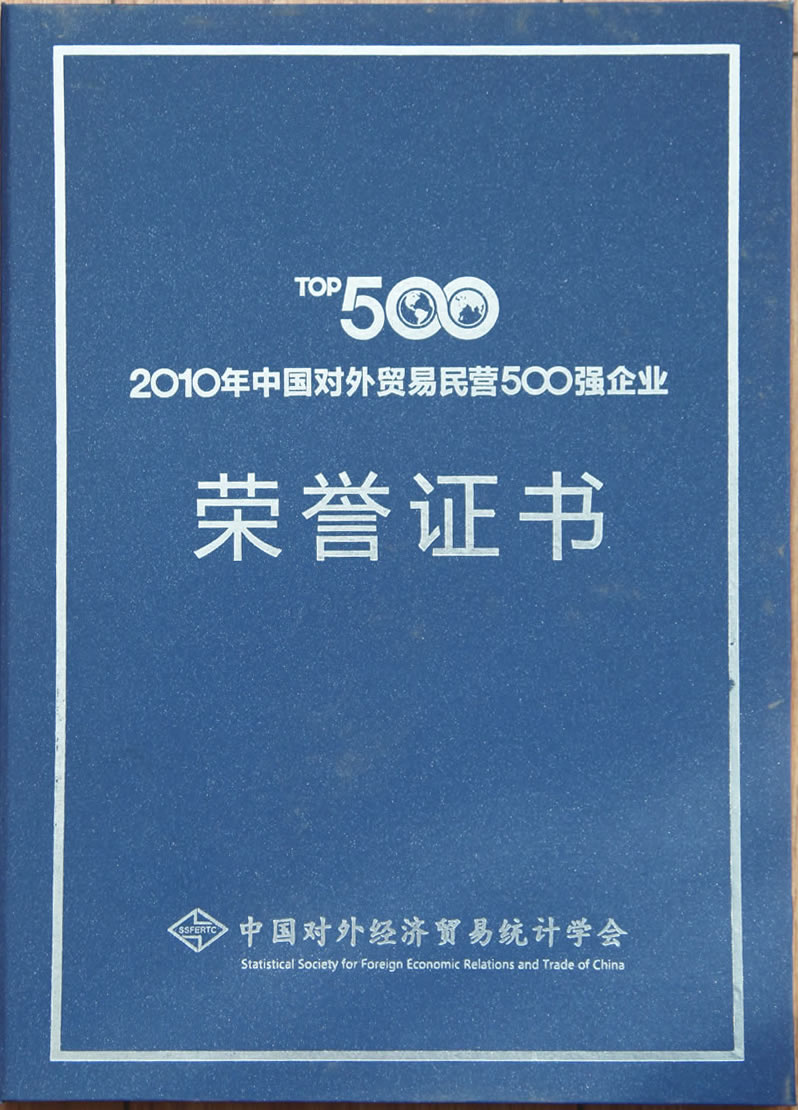 TOP 500
2010年中国对外贸易民营500强企业
荣誉证书
SSFERTC
中国对外经济贸易统计学会
Statistical Society for Foreign Economic Relations and Trade of China